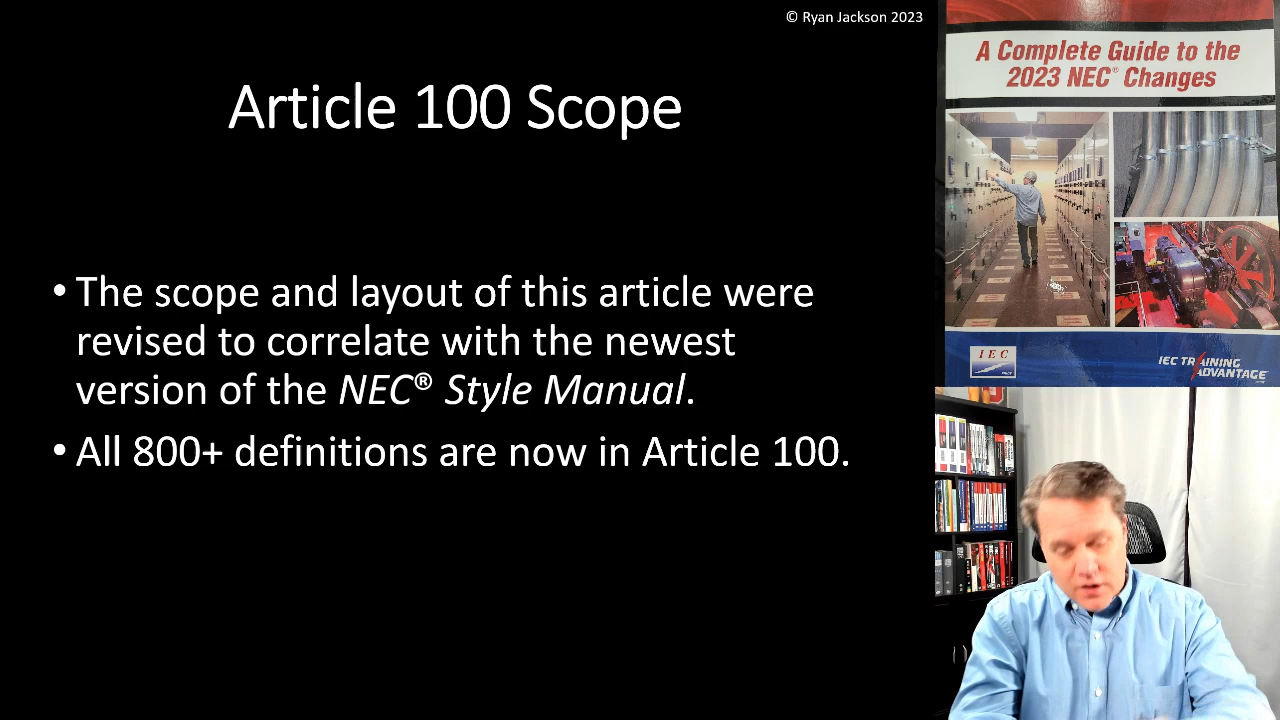 © Ryan Jackson 2023
Article 100 Scope
• The scope and layout of this article were
revised to correlate with the newest
version of the NEC® Style Manual.
• All 800+ definitions are now in Article 100.
A Complete Guide to the
2023 NEC® Changes
IEC
IEC TRAINING
ADVANTAGE